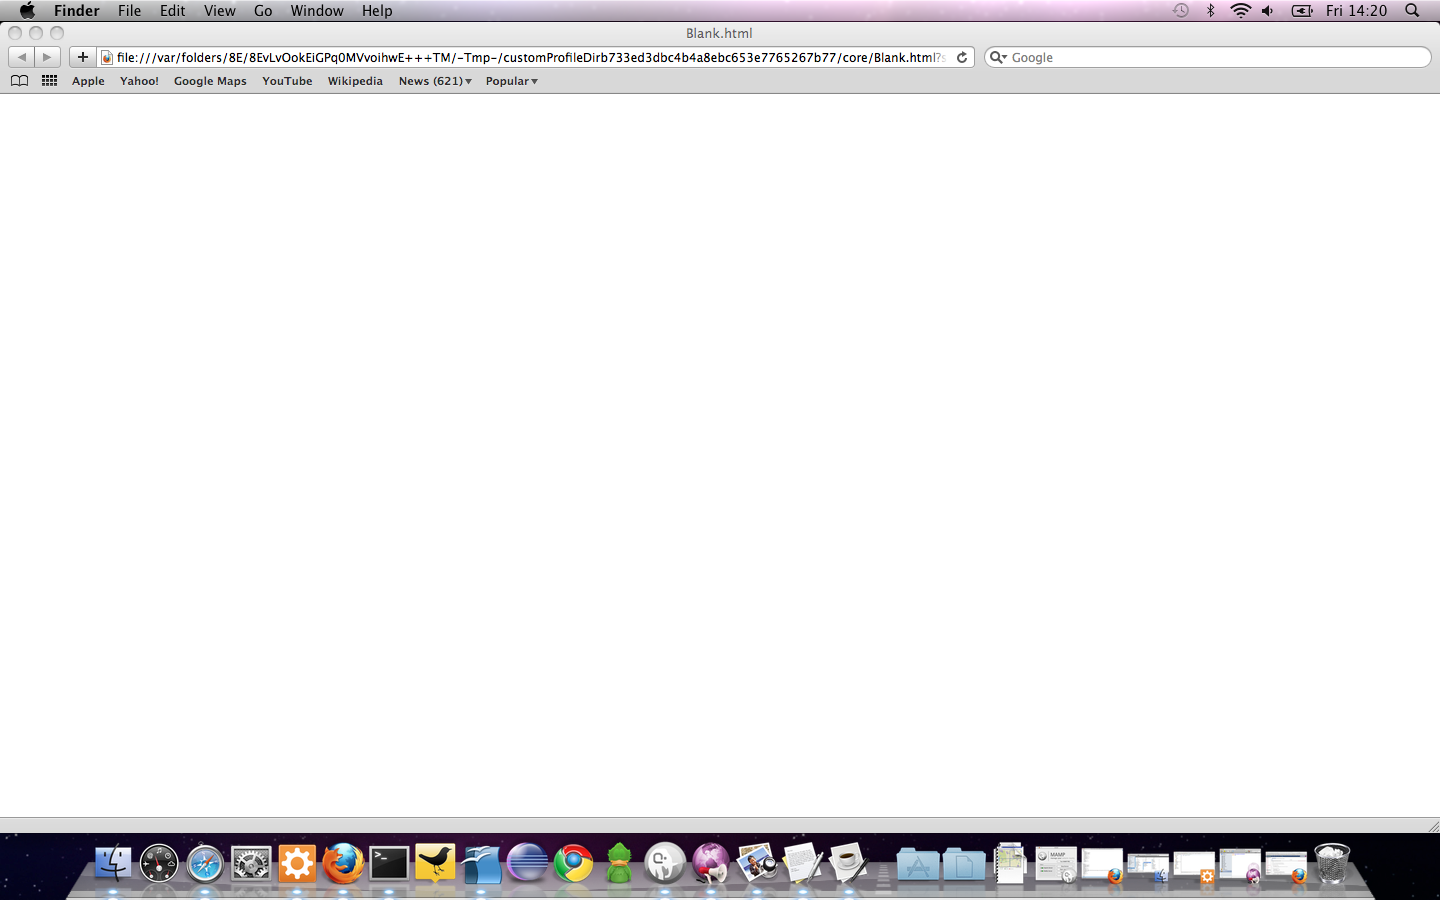 Finder File Edit View Go Window Help Fri 14:20
Blank.html
file:///var/folders/8E/8EvLvOokEiGPq0MVvoihwE+++TM/-Tmp-/customProfileDirb733ed3dbc4b4a8ebc653e7765267b77/core/Blank.html?s Google
Apple Yahoo! Google Maps YouTube Wikipedia News (621) Popular